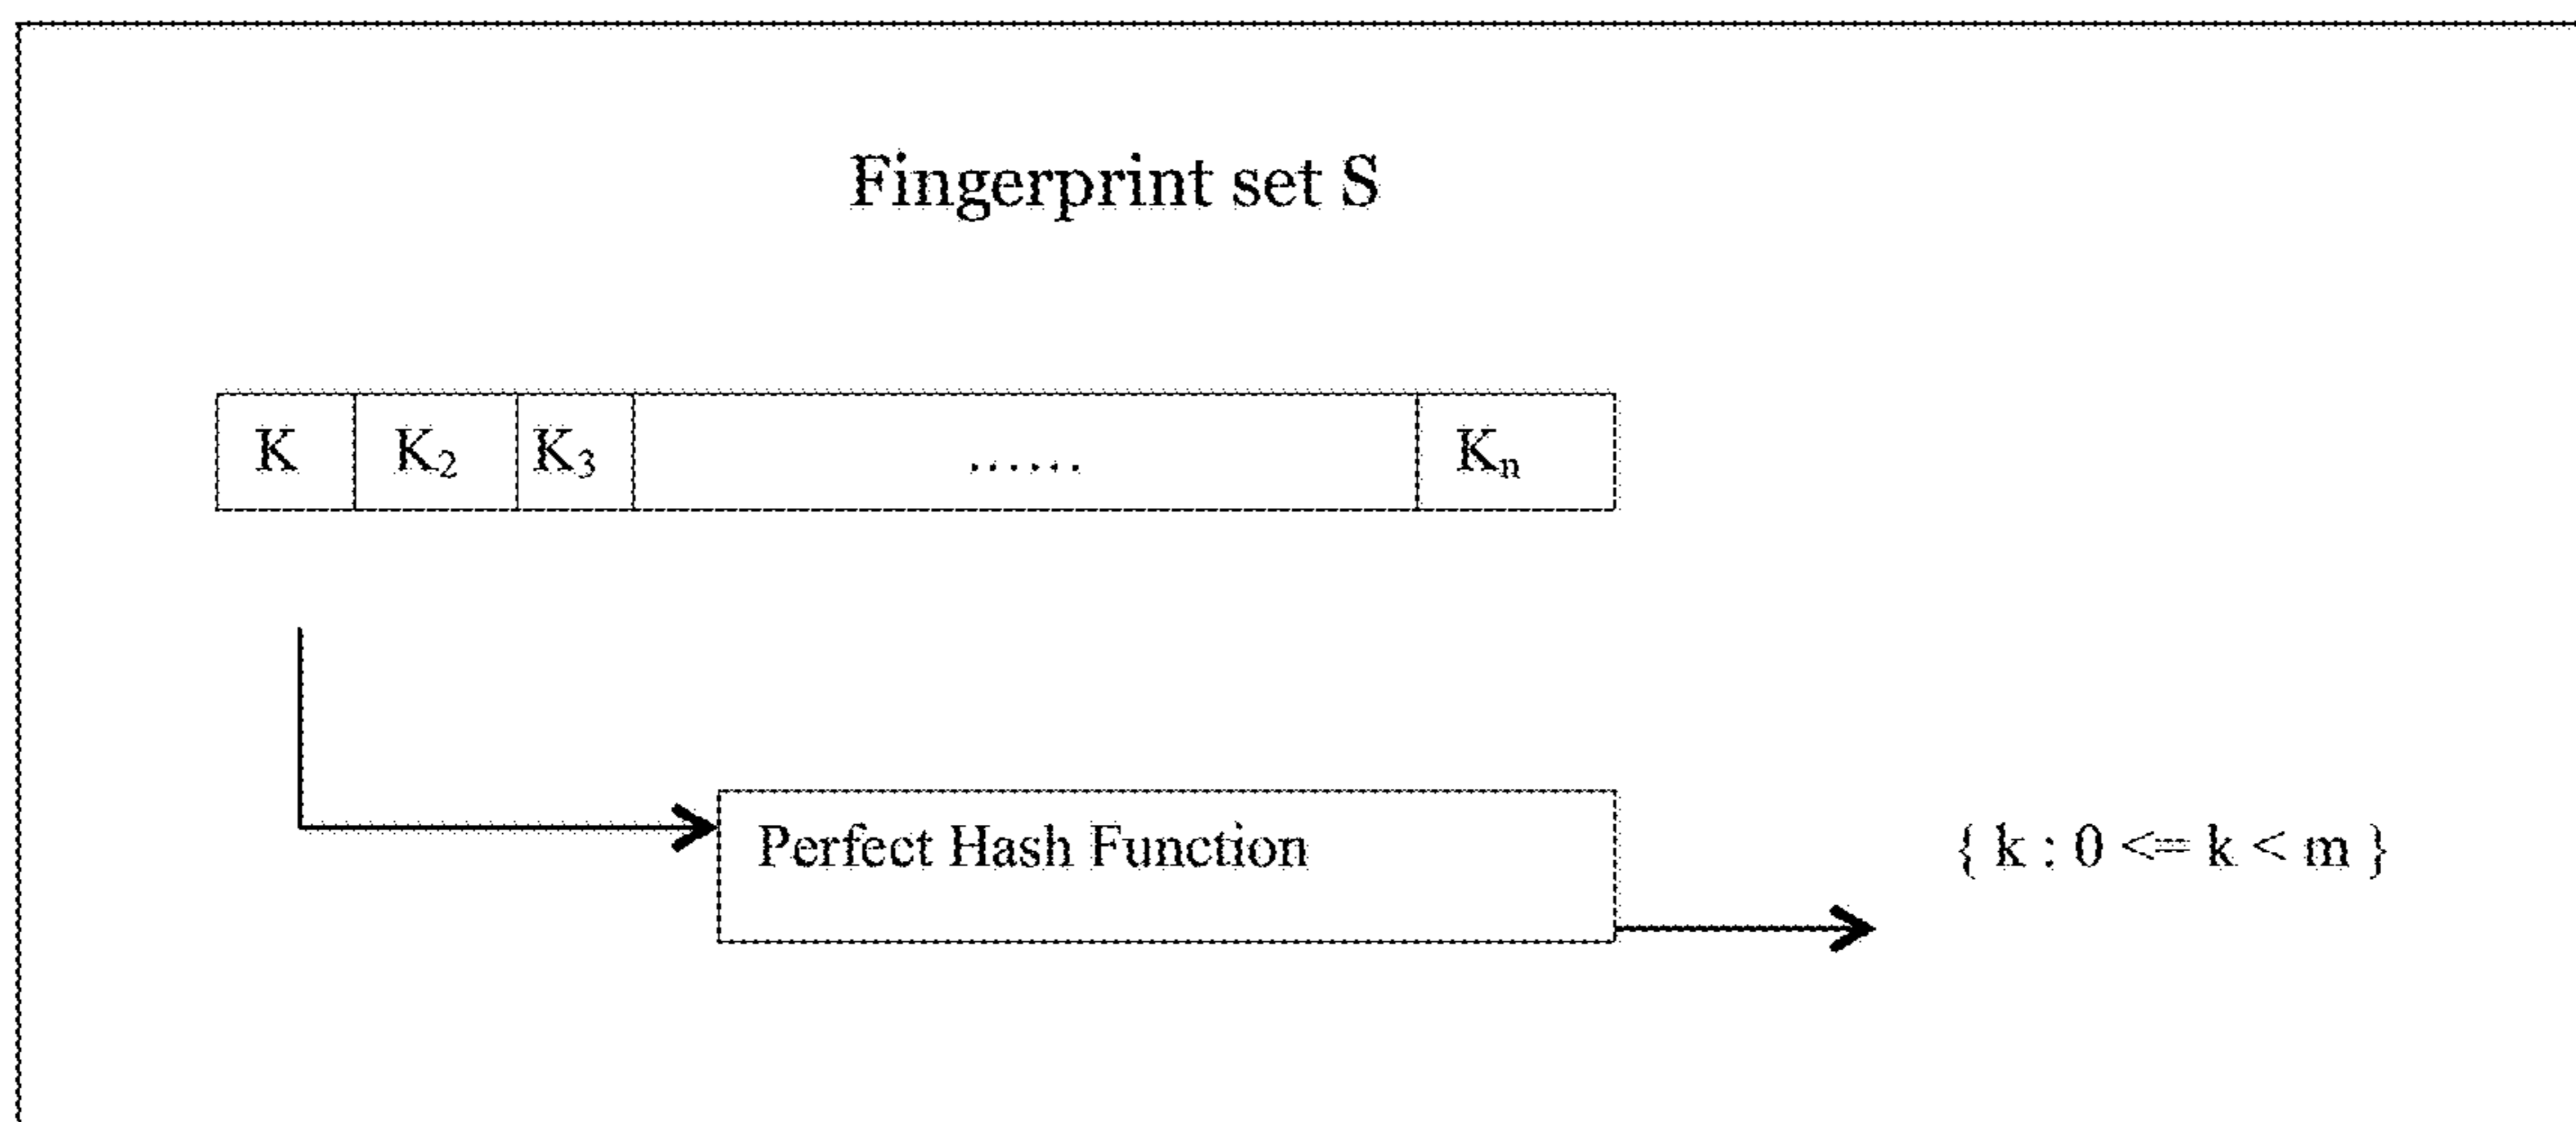 Fingerprint set S
K K₂ K₃ ...... Kₙ
Perfect Hash Function { k : 0 <= k < m }